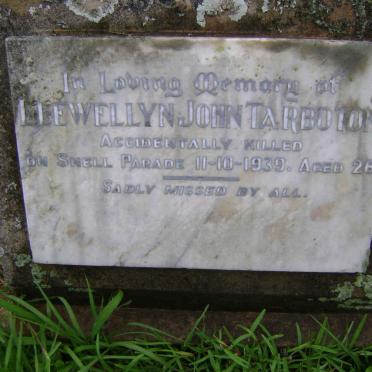 In Loving Memory of
Llewellyn John Tarboton
Accidentally Killed
on Snell Parade 11-10-1939. Aged 26
Sadly missed by all.